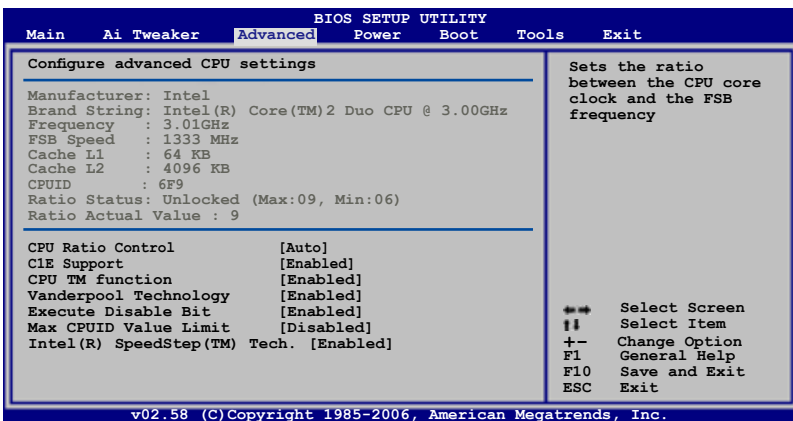 BIOS SETUP UTILITY
Main Ai Tweaker Advanced Power Boot Tools Exit
Configure advanced CPU settings
Manufacturer: Intel
Brand String: Intel(R) Core(TM)2 Duo CPU @ 3.00GHz
Frequency : 3.01GHz
FSB Speed : 1333 MHz
Cache L1 : 64 KB
Cache L2 : 4096 KB
CPUID : 6F9
Ratio Status: Unlocked (Max:09, Min:06)
Ratio Actual Value : 9
CPU Ratio Control [Auto]
C1E Support [Enabled]
CPU TM function [Enabled]
Vanderpool Technology [Enabled]
Execute Disable Bit [Enabled]
Max CPUID Value Limit [Disabled]
Intel(R) SpeedStep(TM) Tech. [Enabled]
Sets the ratio
between the CPU core
clock and the FSB
frequency
←→ Select Screen
↑↓ Select Item
+- Change Option
F1 General Help
F10 Save and Exit
ESC Exit
v02.58 (C)Copyright 1985-2006, American Megatrends, Inc.